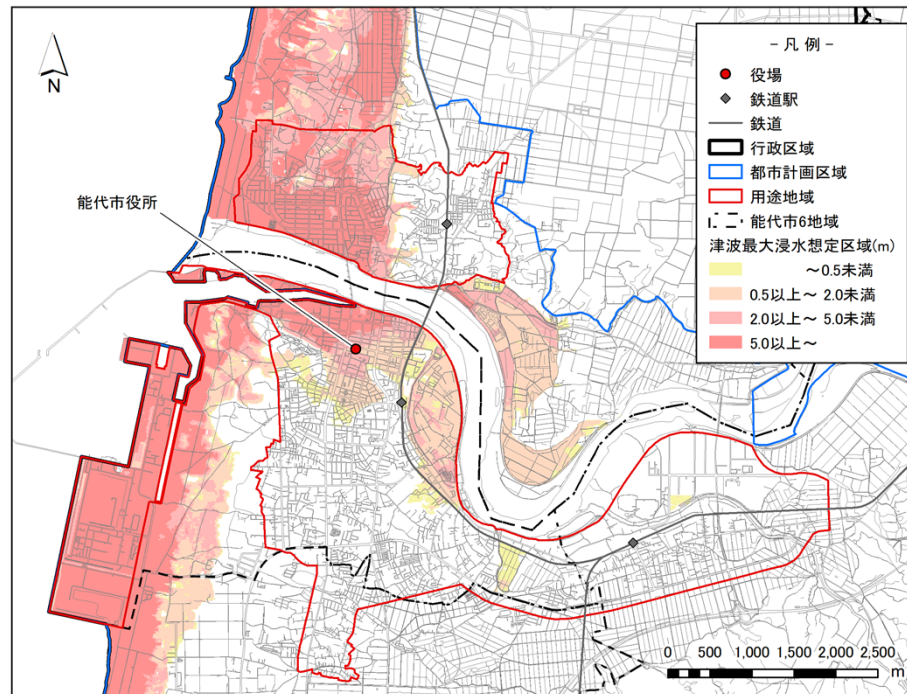 N
能代市役所
- 凡 例 -
役場
鉄道駅
鉄道
行政区域
都市計画区域
用途地域
能代市6地域
津波最大浸水想定区域(m)
～0.5未満
0.5以上～ 2.0未満
2.0以上～ 5.0未満
5.0以上～
0 500 1,000 1,500 2,000 2,500
m